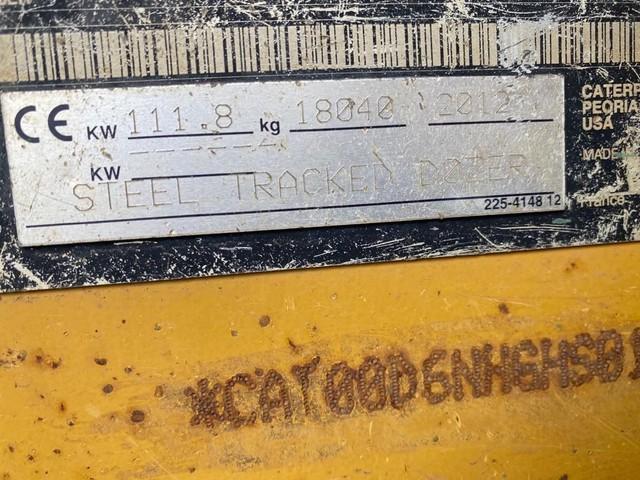 CE KW 111.8 kg 18040 2012
KW
STEEL TRACKED DOZER
225-4148 12
CATERP
PEORIA
USA
MADE
France
*CAT00D6NHGHS01